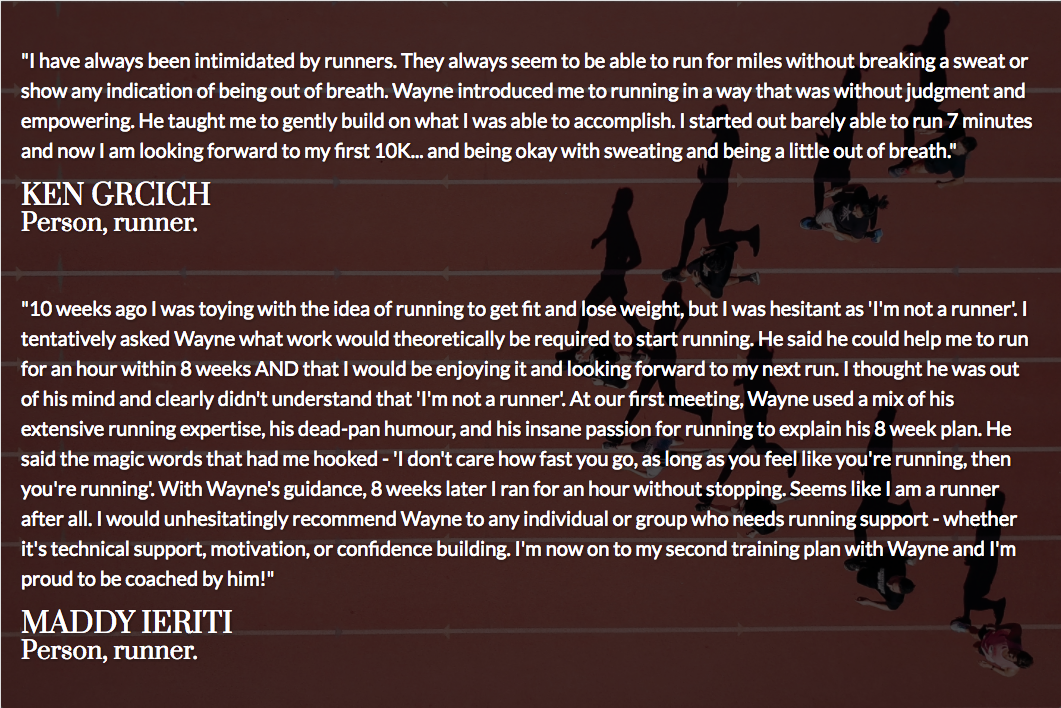 "I have always been intimidated by runners. They always seem to be able to run for miles without breaking a sweat or
show any indication of being out of breath. Wayne introduced me to running in a way that was without judgment and
empowering. He taught me to gently build on what I was able to accomplish. I started out barely able to run 7 minutes
and now I am looking forward to my first 10K... and being okay with sweating and being a little out of breath."
KEN GRCICH
Person, runner.
"10 weeks ago I was toying with the idea of running to get fit and lose weight, but I was hesitant as 'I'm not a runner'. I
tentatively asked Wayne what work would theoretically be required to start running. He said he could help me to run
for an hour within 8 weeks AND that I would be enjoying it and looking forward to my next run. I thought he was out
of his mind and clearly didn't understand that 'I'm not a runner'. At our first meeting, Wayne used a mix of his
extensive running expertise, his dead-pan humour, and his insane passion for running to explain his 8 week plan. He
said the magic words that had me hooked - 'I don't care how fast you go, as long as you feel like you're running, then
you're running'. With Wayne's guidance, 8 weeks later I ran for an hour without stopping. Seems like I am a runner
after all. I would unhesitatingly recommend Wayne to any individual or group who needs running support - whether
it's technical support, motivation, or confidence building. I'm now on to my second training plan with Wayne and I'm
proud to be coached by him!"
MADDY IERITI
Person, runner.